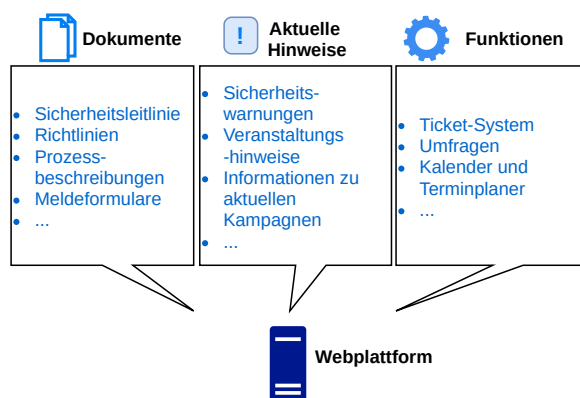 Dokumente
• Sicherheitsleitlinie
• Richtlinien
• Prozess-
beschreibungen
• Meldeformulare
• ...
!
Aktuelle
Hinweise
• Sicherheits-
warnungen
• Veranstaltungs
-hinweise
• Informationen zu
aktuellen
Kampagnen
• ...
Funktionen
• Ticket-System
• Umfragen
• Kalender und
Terminplaner
• ...
Webplattform